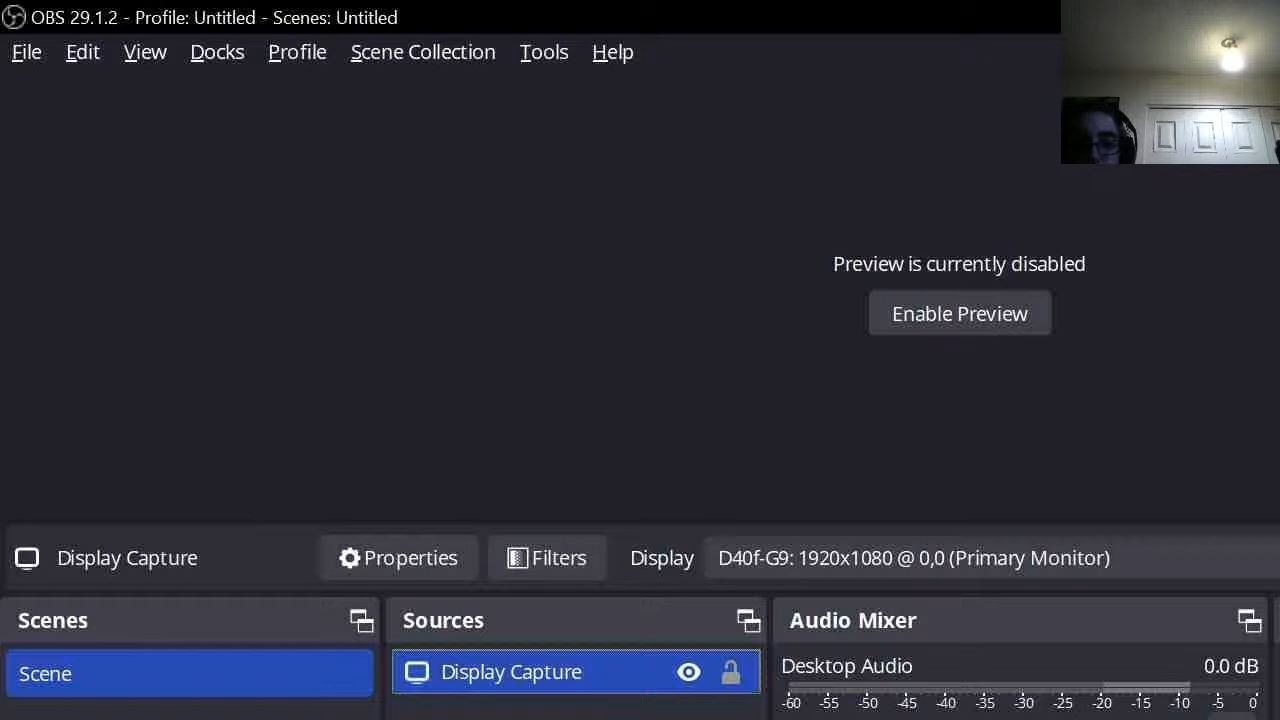 OBS 29.1.2 - Profile: Untitled - Scenes: Untitled
File Edit View Docks Profile Scene Collection Tools Help
Preview is currently disabled
Enable Preview
Display Capture Properties Filters Display D40f-G9: 1920x1080 @ 0,0 (Primary Monitor)
Scenes Sources Audio Mixer
Scene Display Capture Desktop Audio 0.0 dB
-60 -55 -50 -45 -40 -35 -30 -25 -20 -15 -10 -5 0